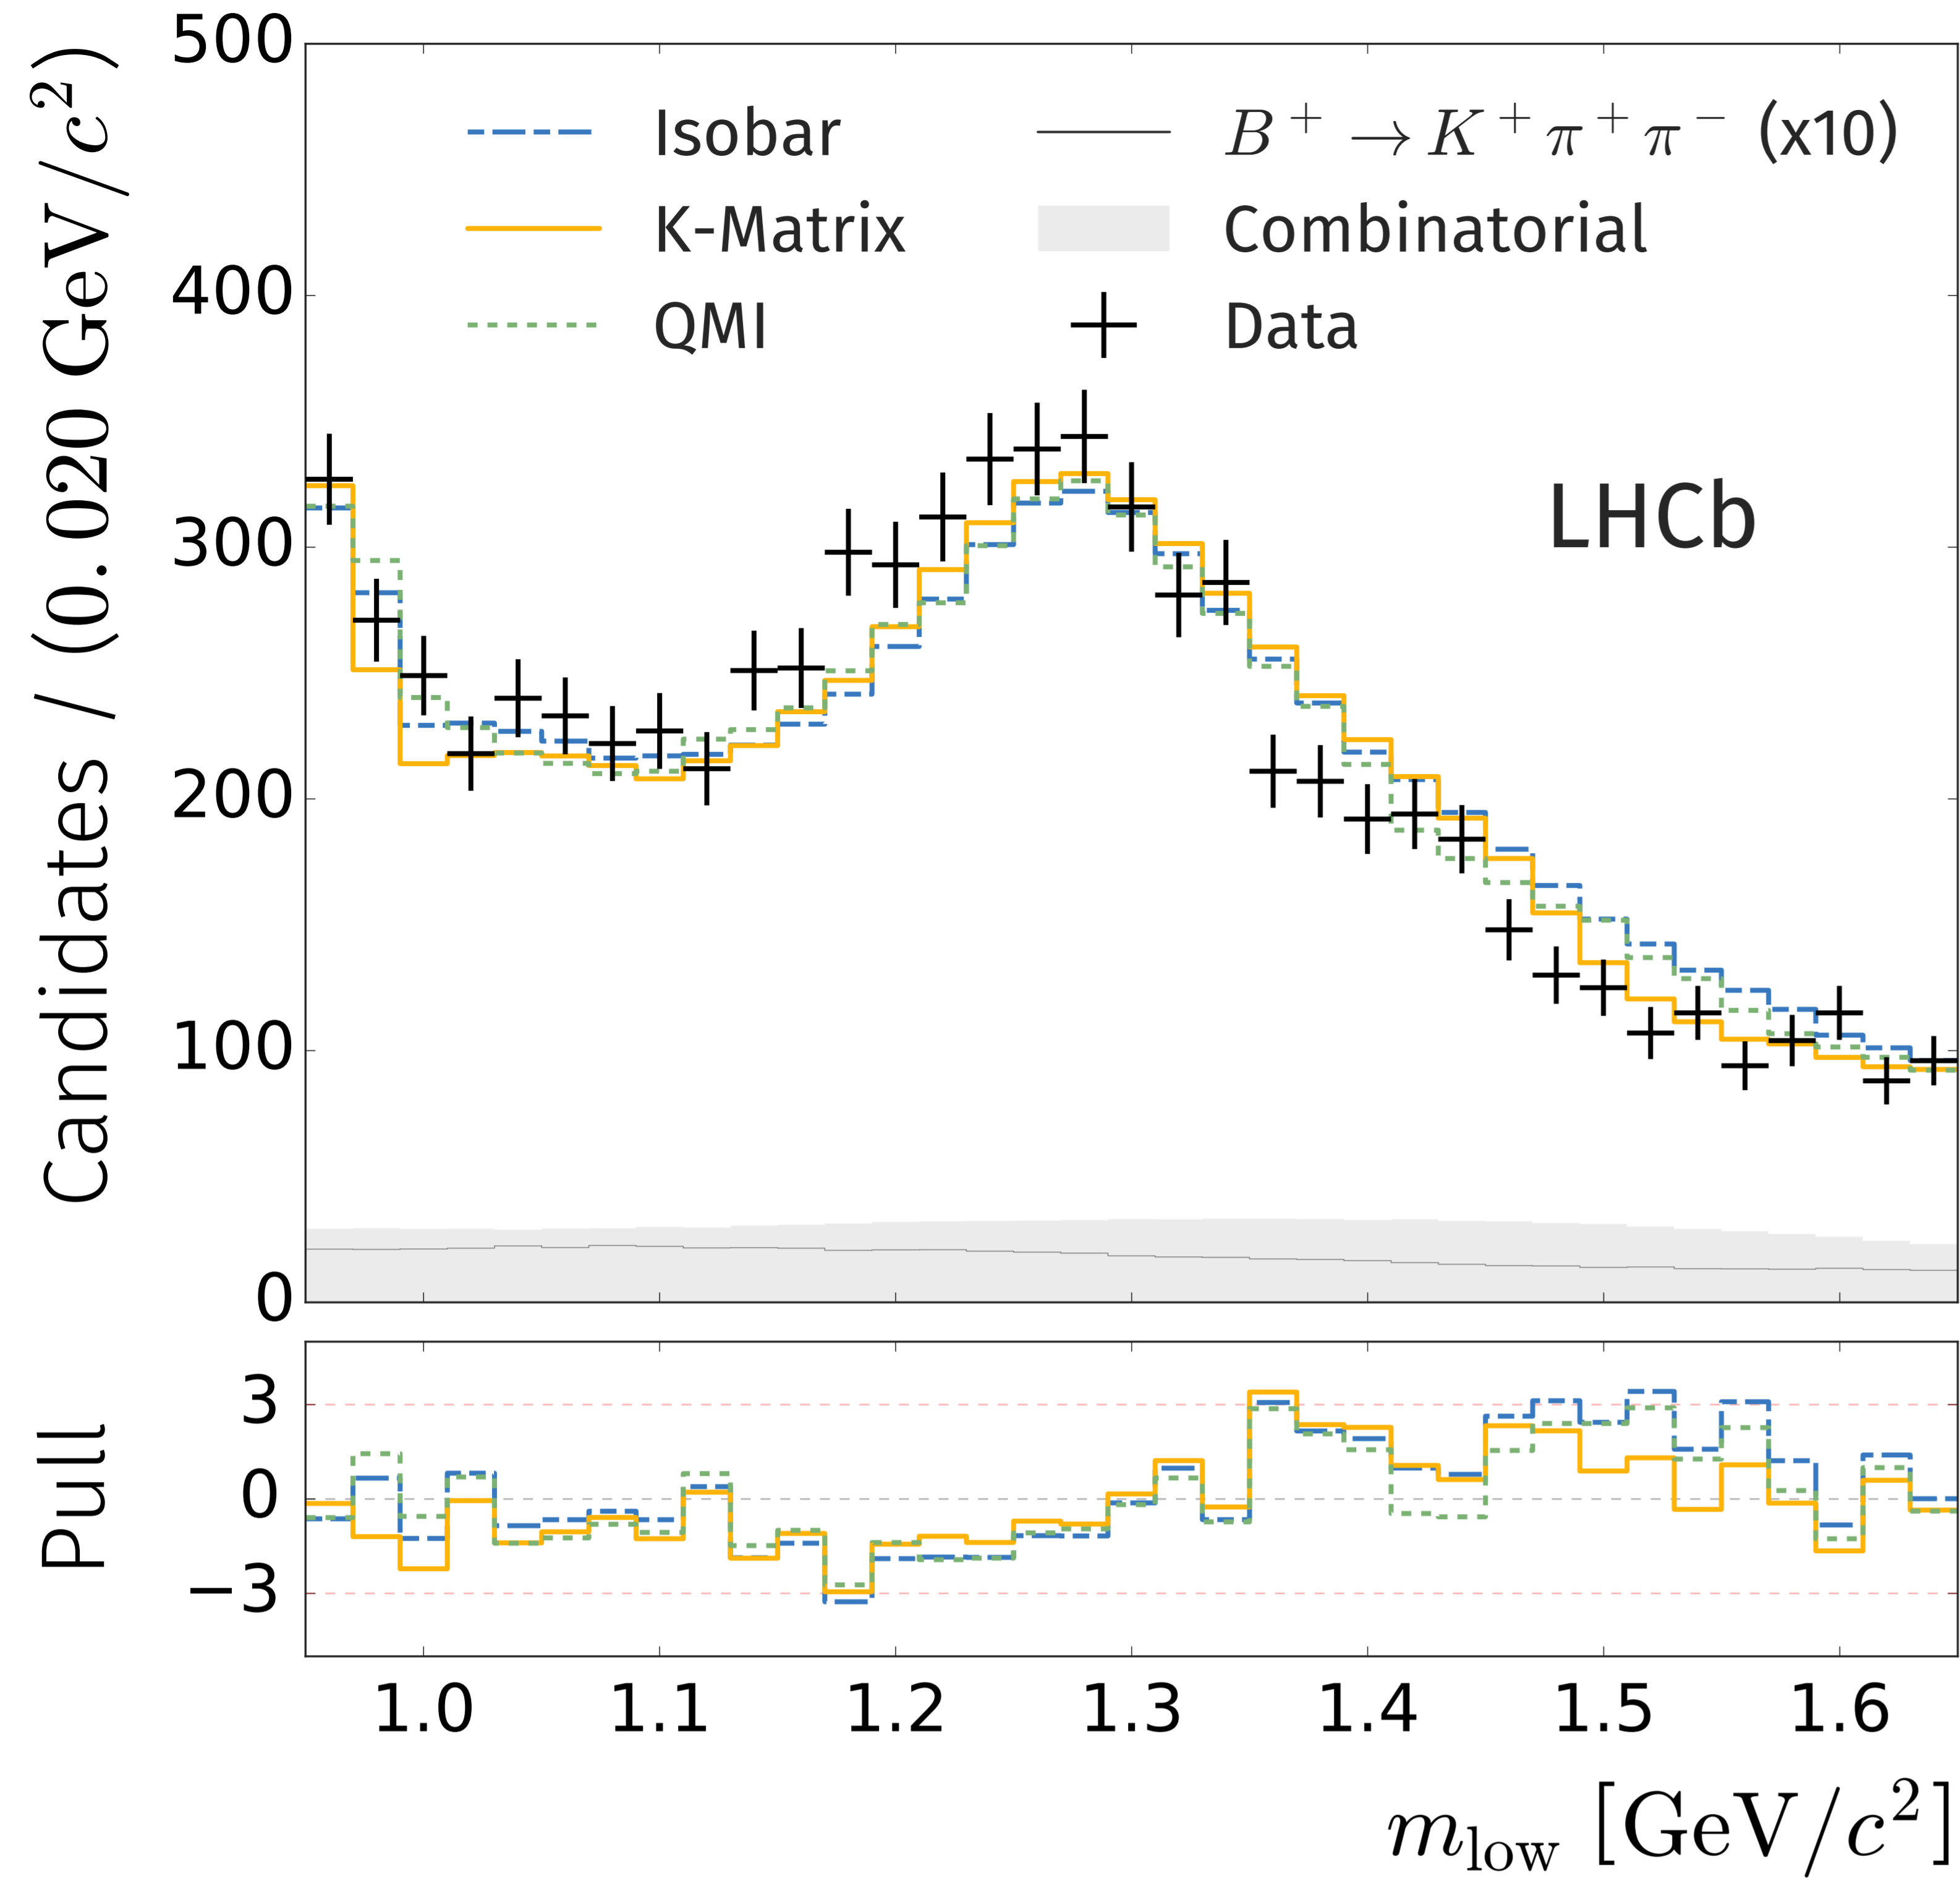 Candidates / (0.020 GeV/c²)
500
400
300
200
100
0
Isobar
K-Matrix
QMI
B⁺ → K⁺π⁺π⁻ (x10)
Combinatorial
Data
LHCb
Pull
3
0
−3
1.0 1.1 1.2 1.3 1.4 1.5 1.6
m_low [GeV/c²]